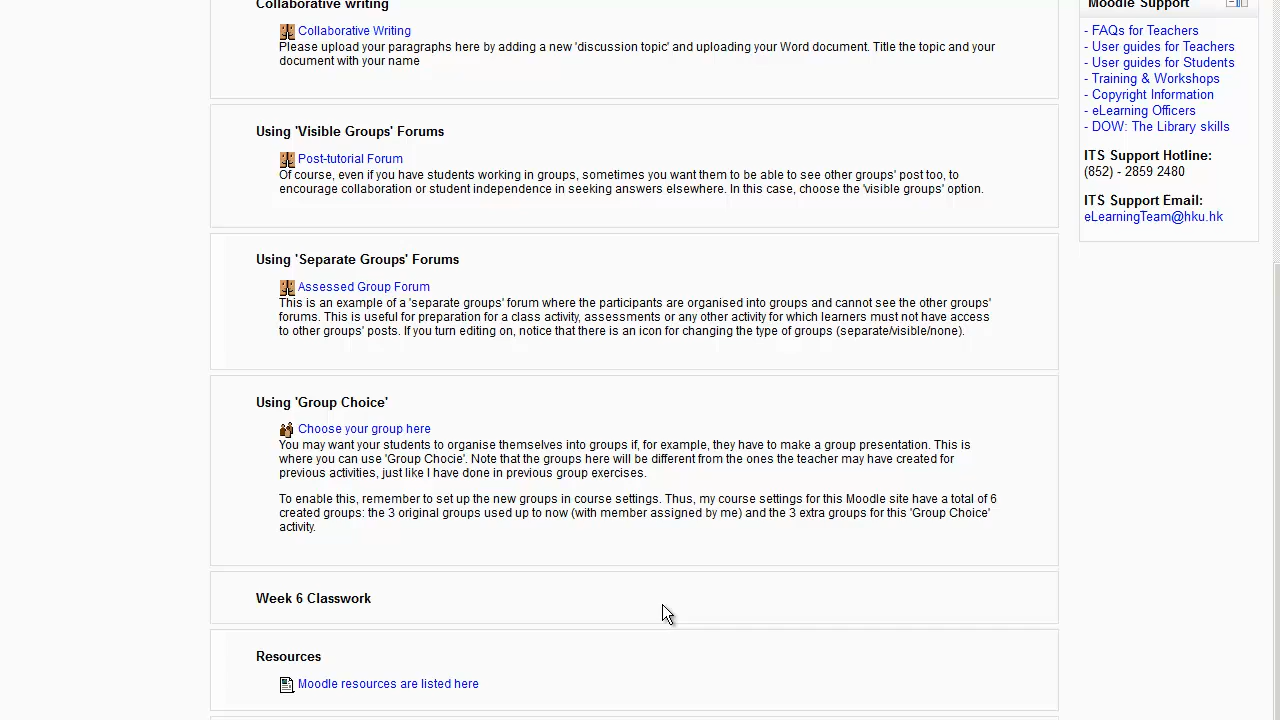 Collaborative writing
Collaborative Writing
Please upload your paragraphs here by adding a new 'discussion topic' and uploading your Word document. Title the topic and your
document with your name
Using 'Visible Groups' Forums
Post-tutorial Forum
Of course, even if you have students working in groups, sometimes you want them to be able to see other groups' post too, to
encourage collaboration or student independence in seeking answers elsewhere. In this case, choose the 'visible groups' option.
Using 'Separate Groups' Forums
Assessed Group Forum
This is an example of a 'separate groups' forum where the participants are organised into groups and cannot see the other groups'
forums. This is useful for preparation for a class activity, assessments or any other activity for which learners must not have access
to other groups' posts. If you turn editing on, notice that there is an icon for changing the type of groups (separate/visible/none).
Using 'Group Choice'
Choose your group here
You may want your students to organise themselves into groups if, for example, they have to make a group presentation. This is
where you can use 'Group Chocie'. Note that the groups here will be different from the ones the teacher may have created for
previous activities, just like I have done in previous group exercises.
To enable this, remember to set up the new groups in course settings. Thus, my course settings for this Moodle site have a total of 6
created groups: the 3 original groups used up to now (with member assigned by me) and the 3 extra groups for this 'Group Choice'
activity.
Week 6 Classwork
Resources
Moodle resources are listed here
Moodle Support
- FAQs for Teachers
- User guides for Teachers
- User guides for Students
- Training & Workshops
- Copyright Information
- eLearning Officers
- DOW: The Library skills
ITS Support Hotline:
(852) - 2859 2480
ITS Support Email:
eLearningTeam@hku.hk